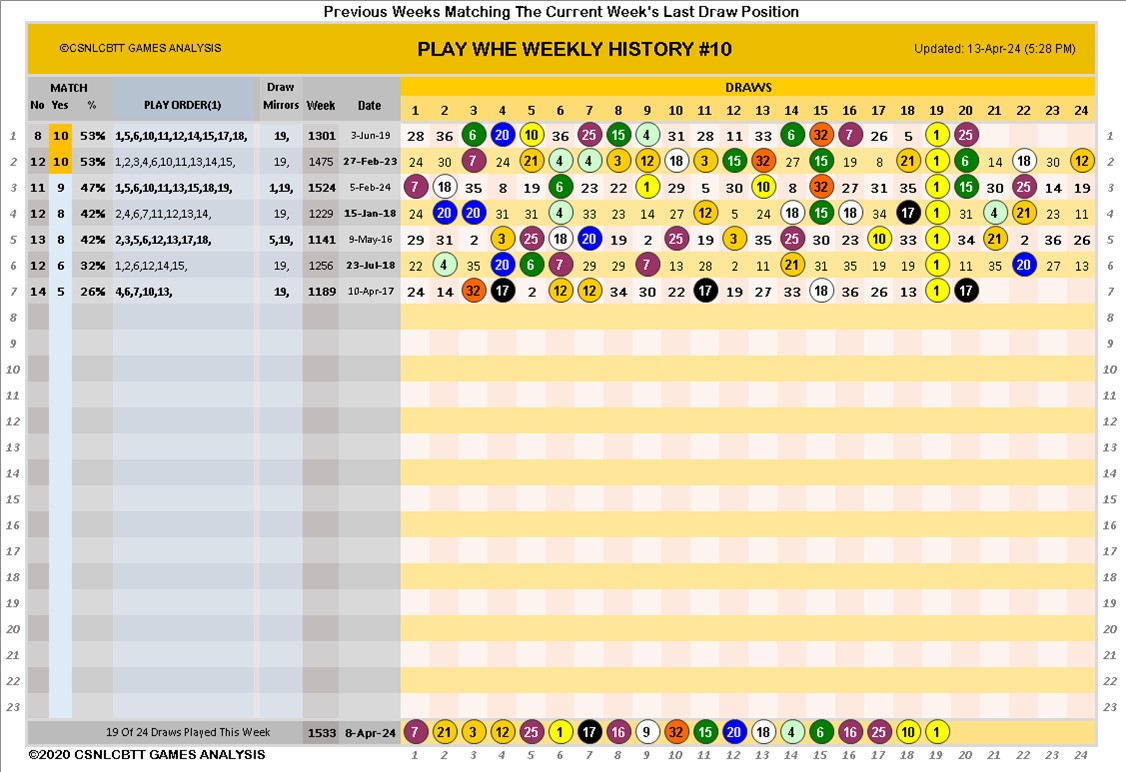 Previous Weeks Matching The Current Week's Last Draw Position
©CSNLCBTT GAMES ANALYSIS PLAY WHE WEEKLY HISTORY #10 Updated: 13-Apr-24 (5:28 PM)
MATCH Draw DRAWS
No Yes % PLAY ORDER(1) Mirrors Week Date 1 2 3 4 5 6 7 8 9 10 11 12 13 14 15 16 17 18 19 20 21 22 23 24
1 8 10 53% 1,5,6,10,11,12,14,15,17,18, 19, 1301 3-Jun-19 28 36 6 20 10 36 25 15 4 31 28 11 33 6 32 7 26 5 1 25 1
2 12 10 53% 1,2,3,4,6,10,11,13,14,15, 19, 1475 27-Feb-23 24 30 7 24 21 4 4 3 12 18 3 15 32 27 15 19 8 21 1 6 14 18 30 12 2
3 11 9 47% 1,5,6,10,11,13,15,18,19, 1,19, 1524 5-Feb-24 7 18 35 8 19 6 23 22 1 29 5 30 10 8 32 27 31 35 1 15 30 25 14 19 3
4 12 8 42% 2,4,6,7,11,12,13,14, 19, 1229 15-Jan-18 24 20 20 31 31 4 33 23 14 27 12 5 24 18 15 18 34 17 1 31 4 21 23 11 4
5 13 8 42% 2,3,5,6,12,13,17,18, 5,19, 1141 9-May-16 29 31 2 3 25 18 20 19 2 25 19 3 35 25 30 23 10 33 1 34 21 2 36 26 5
6 12 6 32% 1,2,6,12,14,15, 19, 1256 23-Jul-18 22 4 35 20 6 7 29 29 7 13 28 2 11 21 31 35 19 19 1 11 35 20 27 13 6
7 14 5 26% 4,6,7,10,13, 19, 1189 10-Apr-17 24 14 32 17 2 12 12 34 30 22 17 19 27 33 18 36 26 13 1 17 7
8 8
9 9
10 10
11 11
12 12
13 13
14 14
15 15
16 16
17 17
18 18
19 19
20 20
21 21
22 22
23 23
19 Of 24 Draws Played This Week 1533 8-Apr-24 7 21 3 12 25 1 17 16 9 32 15 20 18 4 6 16 25 10 1
©2020 CSNLCBTT GAMES ANALYSIS 1 2 3 4 5 6 7 8 9 10 11 12 13 14 15 16 17 18 19 20 21 22 23 24